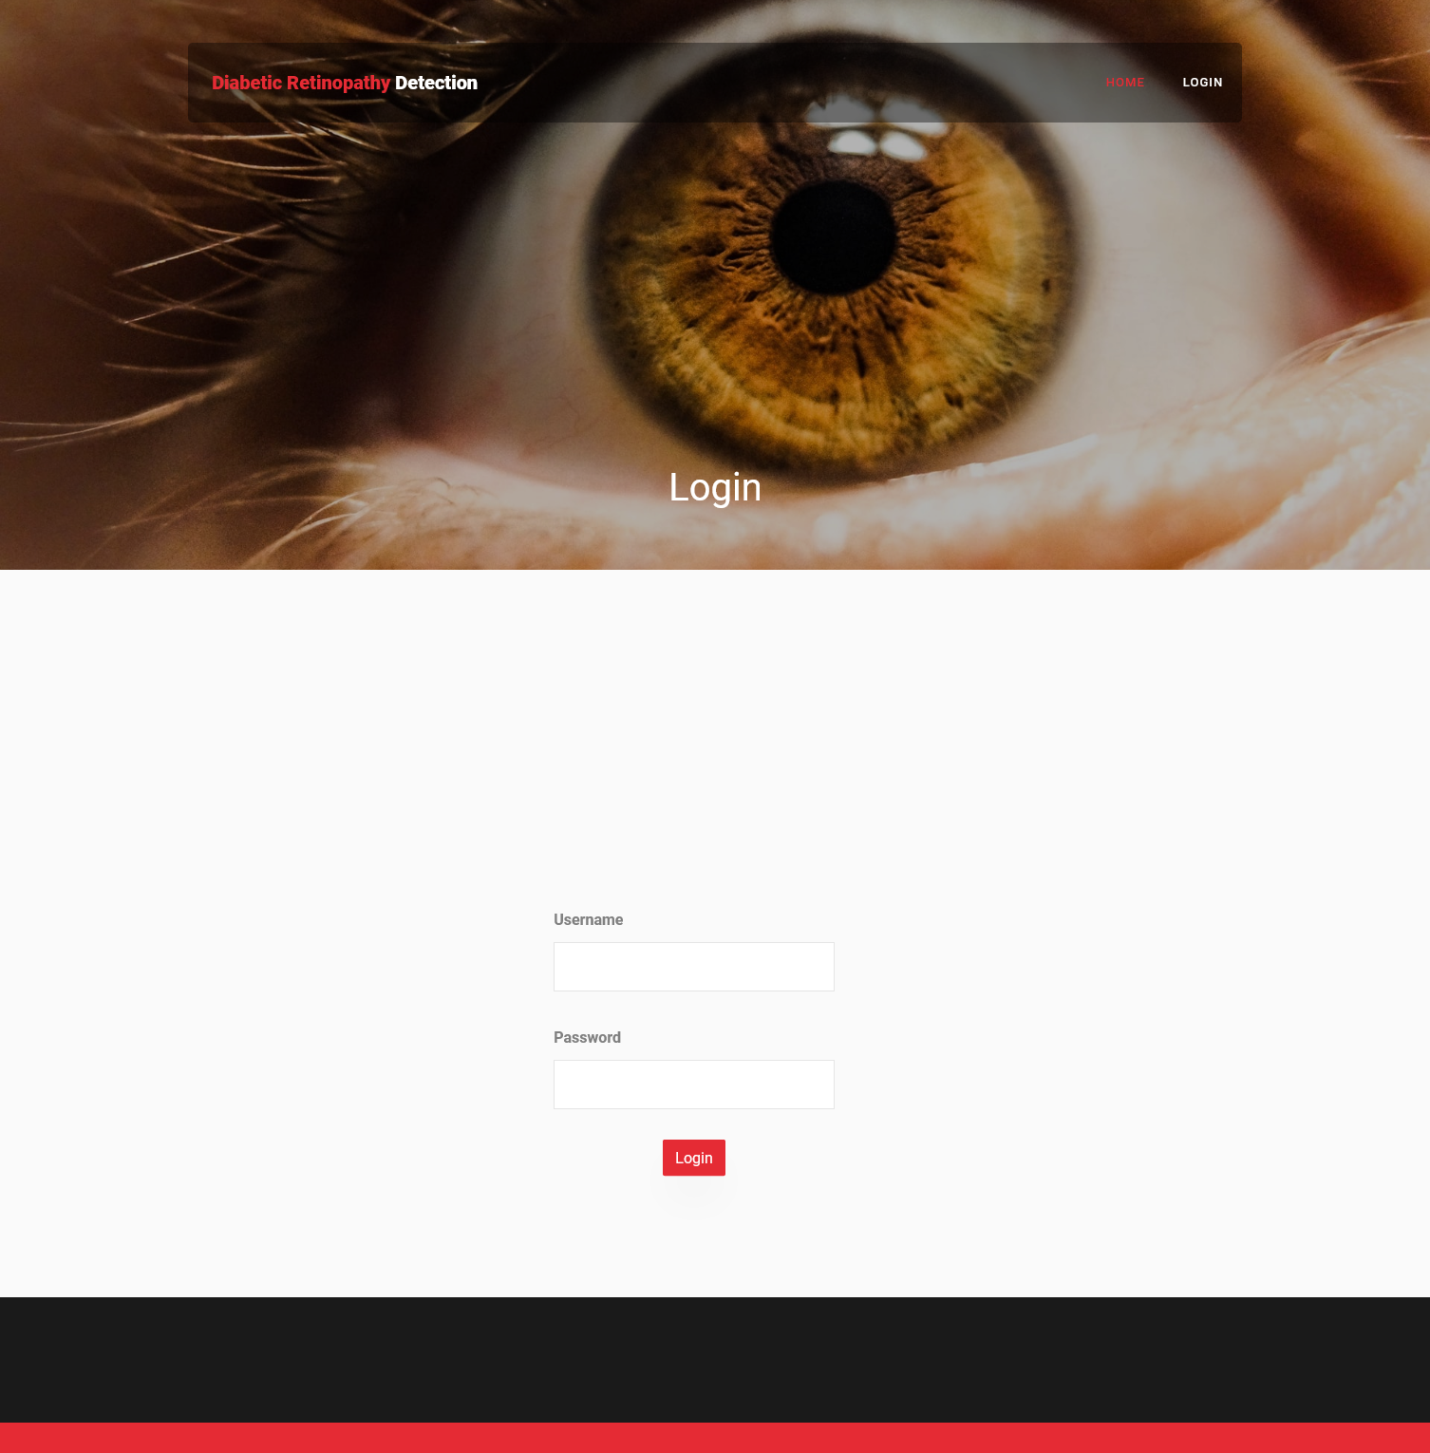 Diabetic Retinopathy Detection
HOME LOGIN
Login
Username
Password
Login